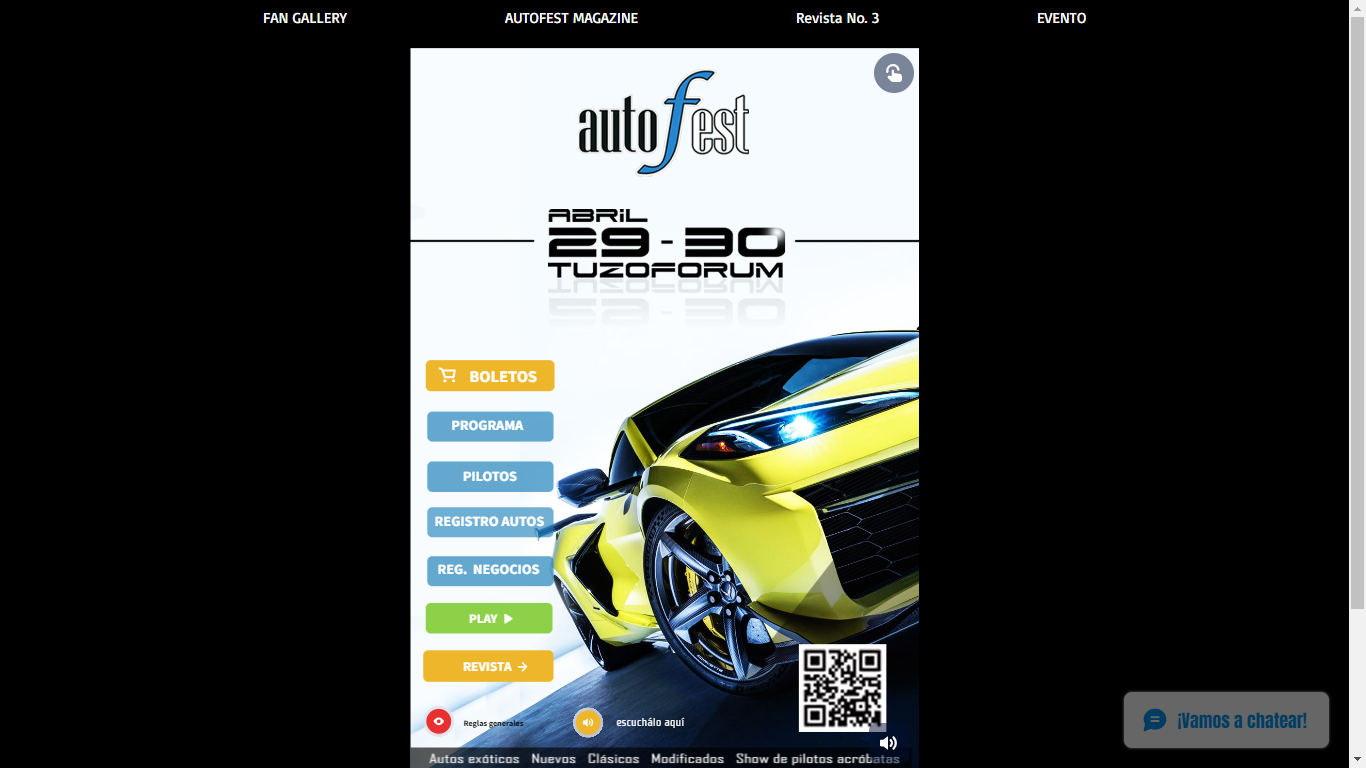 FAN GALLERY
AUTOFEST MAGAZINE
Revista No. 3
EVENTO
autofest
ABRIL
29 - 30
TUZOFORUM
BOLETOS
PROGRAMA
PILOTOS
REGISTRO AUTOS
REG. NEGOCIOS
PLAY
REVISTA
Reglas generales
escuchálo aquí
Autos exóticos Nuevos Clásicos Modificados Show de pilotos acróbatas
¡Vamos a chatear!